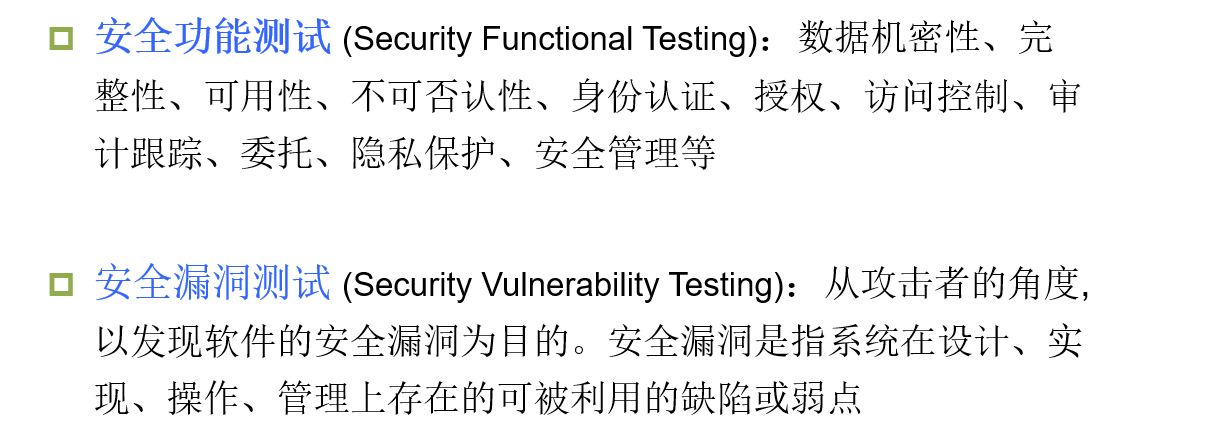 安全功能测试 (Security Functional Testing)：数据机密性、完
整性、可用性、不可否认性、身份认证、授权、访问控制、审
计跟踪、委托、隐私保护、安全管理等
安全漏洞测试 (Security Vulnerability Testing)：从攻击者的角度,
以发现软件的安全漏洞为目的。安全漏洞是指系统在设计、实
现、操作、管理上存在的可被利用的缺陷或弱点